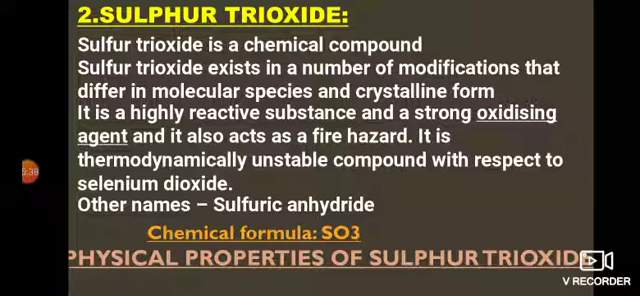 2.SULPHUR TRIOXIDE:
Sulfur trioxide is a chemical compound
Sulfur trioxide exists in a number of modifications that
differ in molecular species and crystalline form
It is a highly reactive substance and a strong oxidising
agent and it also acts as a fire hazard. It is
thermodynamically unstable compound with respect to
selenium dioxide.
Other names – Sulfuric anhydride
Chemical formula: SO3
PHYSICAL PROPERTIES OF SULPHUR TRIOXID
V RECORDER
:38